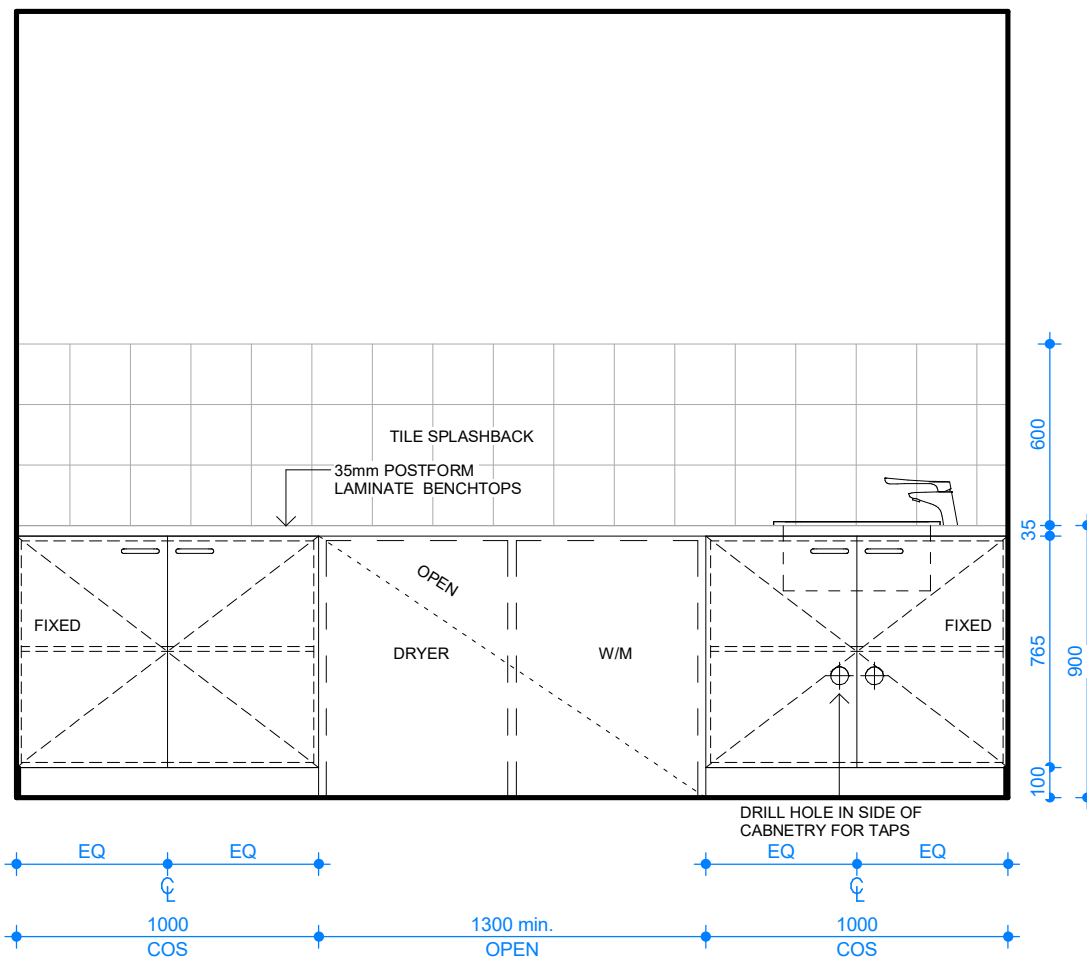 600
TILE SPLASHBACK
35mm POSTFORM
LAMINATE BENCHTOPS
35
OPEN
FIXED
DRYER
W/M
FIXED
765
900
100
DRILL HOLE IN SIDE OF
CABNETRY FOR TAPS
EQ EQ EQ EQ
CL CL
1000 1300 min. 1000
COS OPEN COS